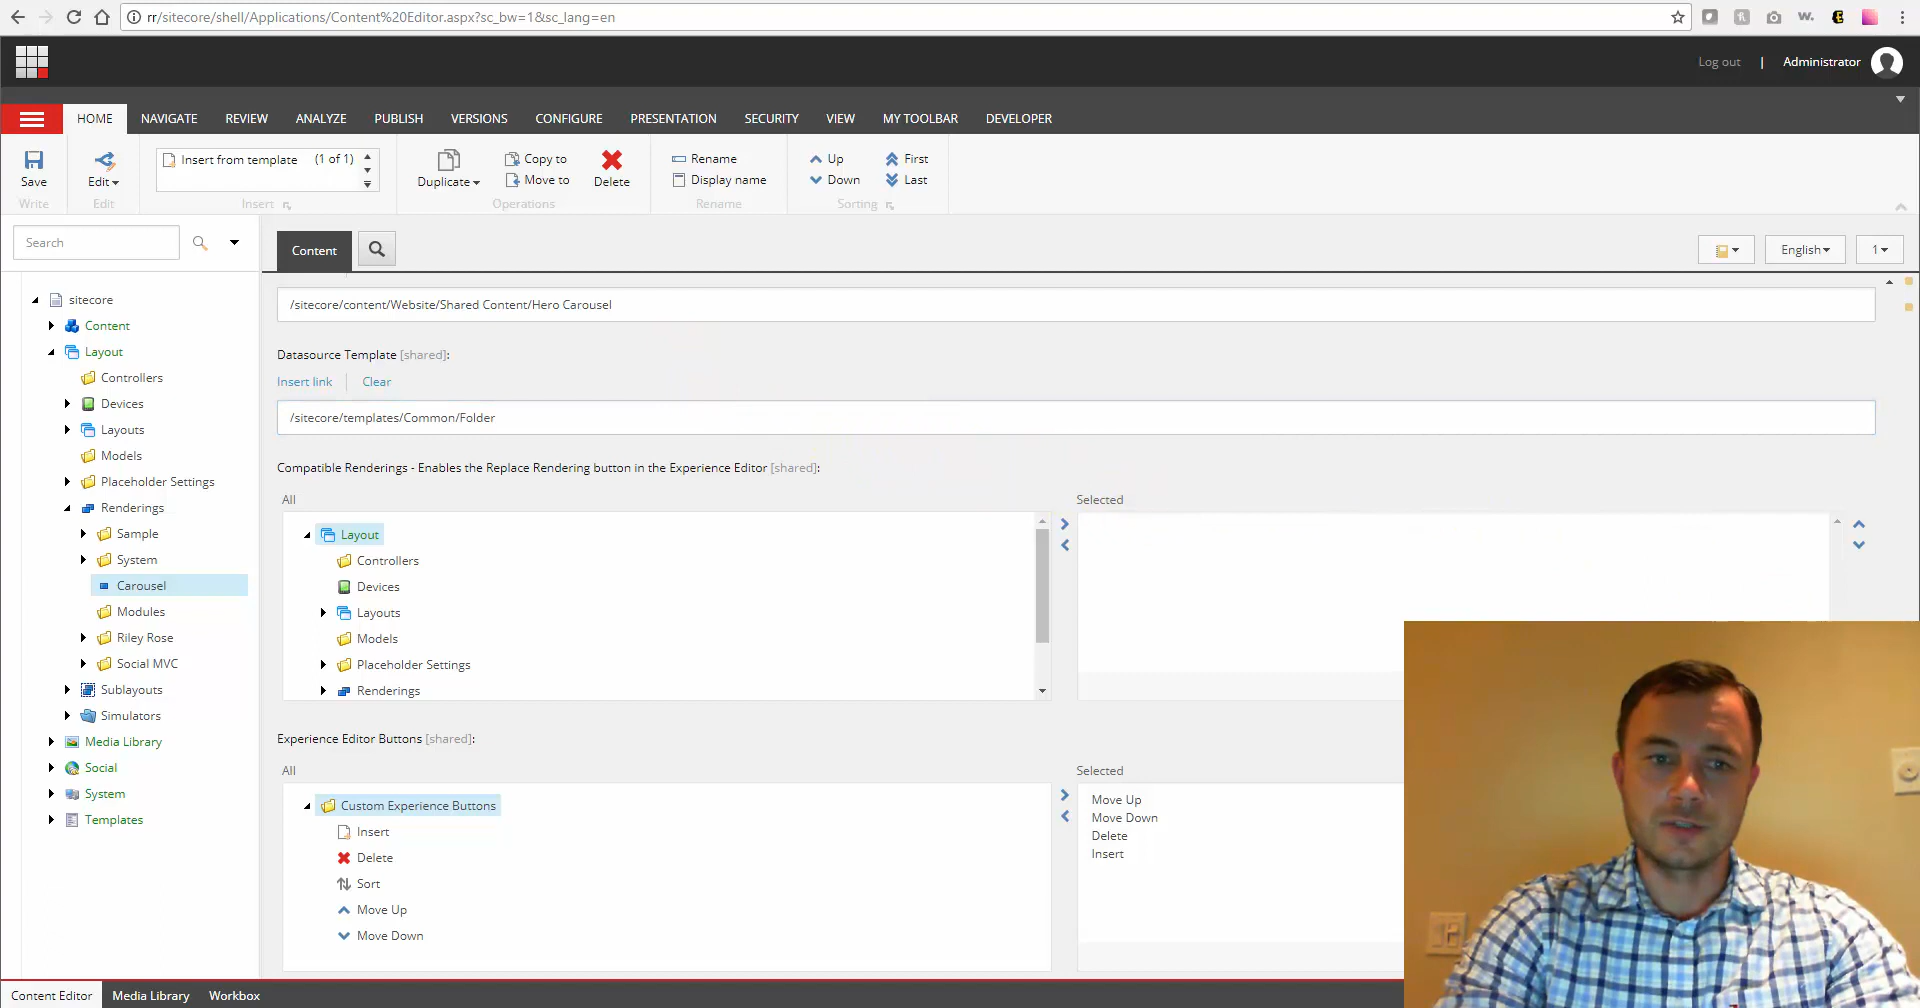 rr/sitecore/shell/Applications/Content%20Editor.aspx?sc_bw=1&sc_lang=en
Log out | Administrator
HOME NAVIGATE REVIEW ANALYZE PUBLISH VERSIONS CONFIGURE PRESENTATION SECURITY VIEW MY TOOLBAR DEVELOPER
Save
Write
Edit
Edit
Insert from template (1 of 1)
Insert
Duplicate
Copy to
Move to
Delete
Operations
Rename
Display name
Rename
Up
Down
First
Last
Sorting
Search
sitecore
Content
Layout
Controllers
Devices
Layouts
Models
Placeholder Settings
Renderings
Sample
System
Carousel
Modules
Riley Rose
Social MVC
Sublayouts
Simulators
Media Library
Social
System
Templates
Content
English
1
/sitecore/content/Website/Shared Content/Hero Carousel
Datasource Template [shared]:
Insert link Clear
/sitecore/templates/Common/Folder
Compatible Renderings - Enables the Replace Rendering button in the Experience Editor [shared]:
All
Layout
Controllers
Devices
Layouts
Models
Placeholder Settings
Renderings
Selected
Experience Editor Buttons [shared]:
All
Custom Experience Buttons
Insert
Delete
Sort
Move Up
Move Down
Selected
Move Up
Move Down
Delete
Insert
Content Editor Media Library Workbox